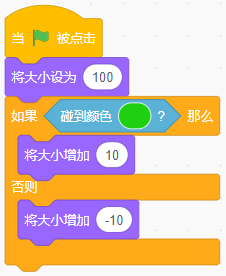 当 被点击
将大小设为 100
如果 碰到颜色 ? 那么
将大小增加 10
否则
将大小增加 -10